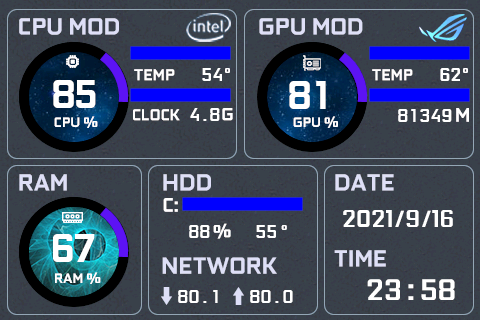 CPU MOD
intel
TEMP 54°
85
CPU %
CLOCK 4.8G
GPU MOD
TEMP 62°
81
GPU %
81349M
RAM
67
RAM %
HDD
C:
88% 55°
NETWORK
80.1 80.0
DATE
2021/9/16
TIME
23:58